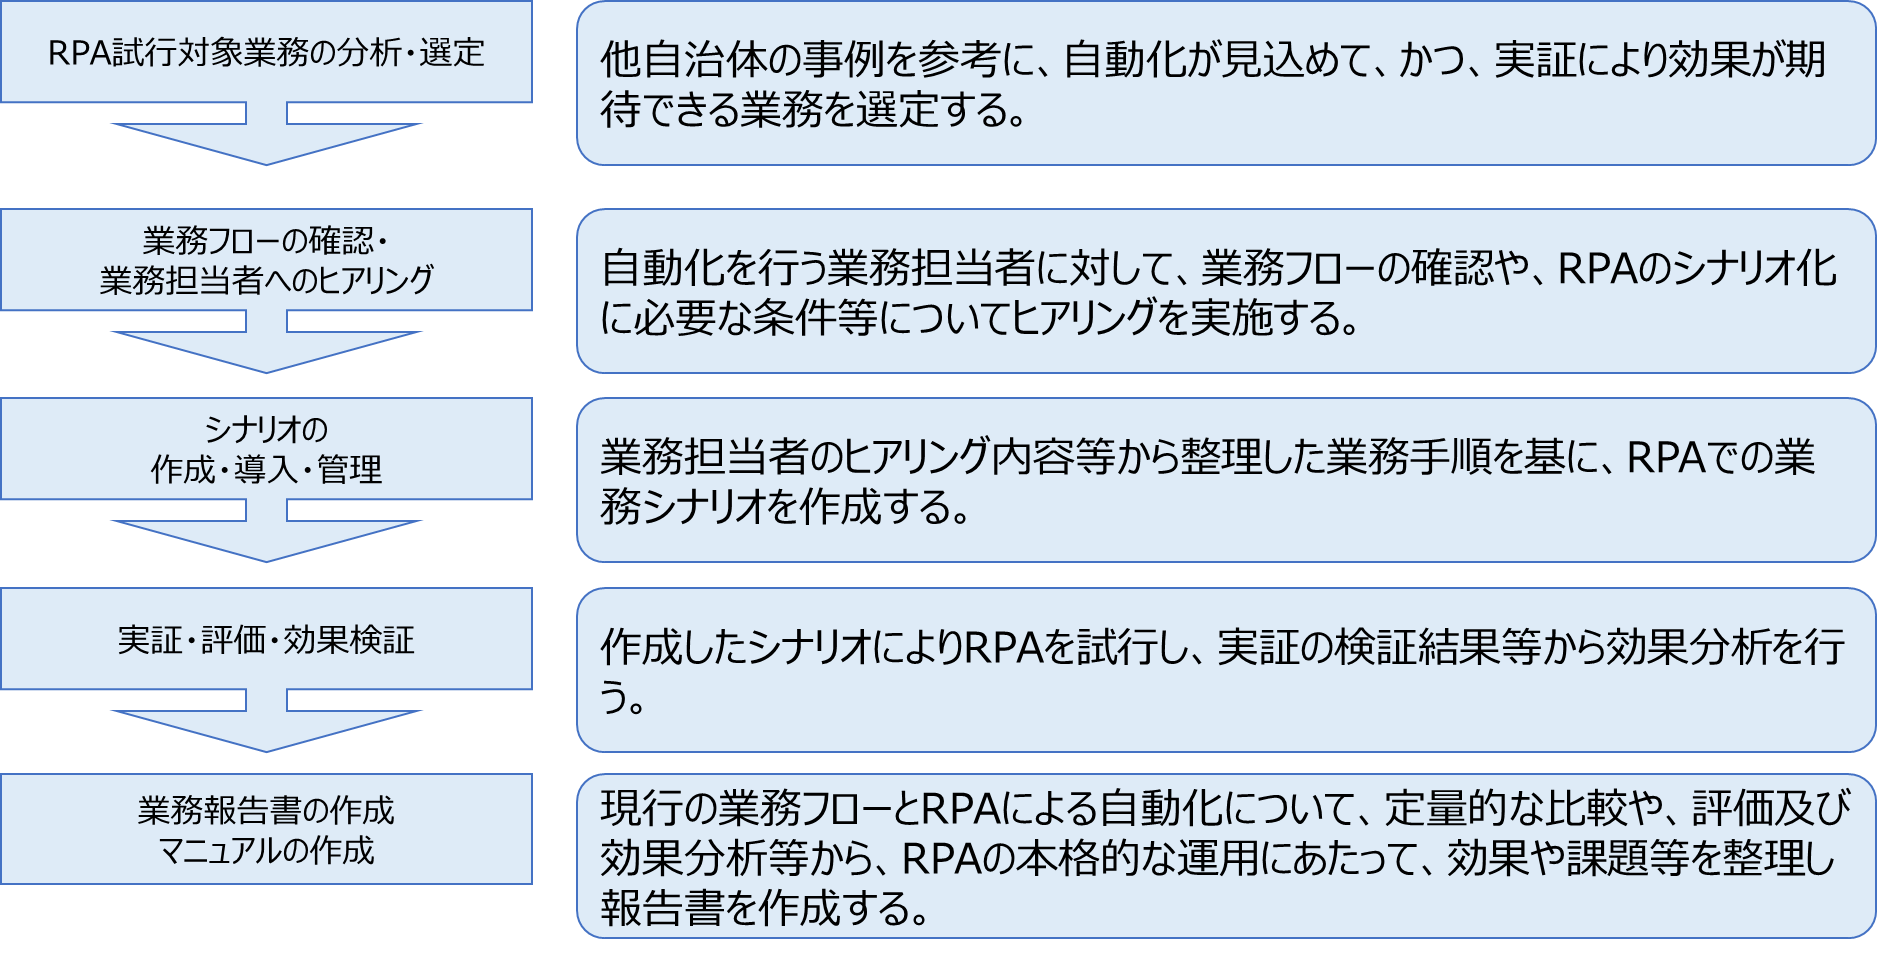 RPA試行対象業務の分析・選定
他自治体の事例を参考に、自動化が見込めて、かつ、実証により効果が期
待できる業務を選定する。
業務フローの確認・
業務担当者へのヒアリング
自動化を行う業務担当者に対して、業務フローの確認や、RPAのシナリオ化
に必要な条件等についてヒアリングを実施する。
シナリオの
作成・導入・管理
業務担当者のヒアリング内容等から整理した業務手順を基に、RPAでの業
務シナリオを作成する。
実証・評価・効果検証
作成したシナリオによりRPAを試行し、実証の検証結果等から効果分析を行
う。
業務報告書の作成
マニュアルの作成
現行の業務フローとRPAによる自動化について、定量的な比較や、評価及び
効果分析等から、RPAの本格的な運用にあたって、効果や課題等を整理し
報告書を作成する。